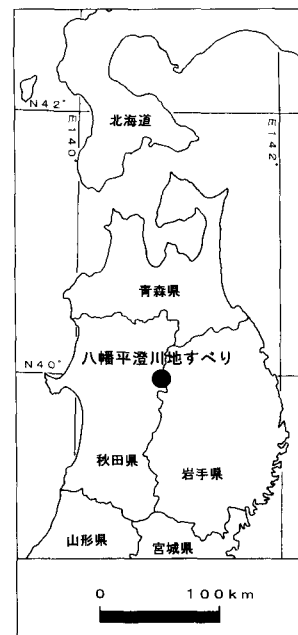 N42°
北海道
E140°
E142°
青森県
八幡平澄川地すべり
N40°
秋田県
岩手県
山形県
宮城県
0 100km